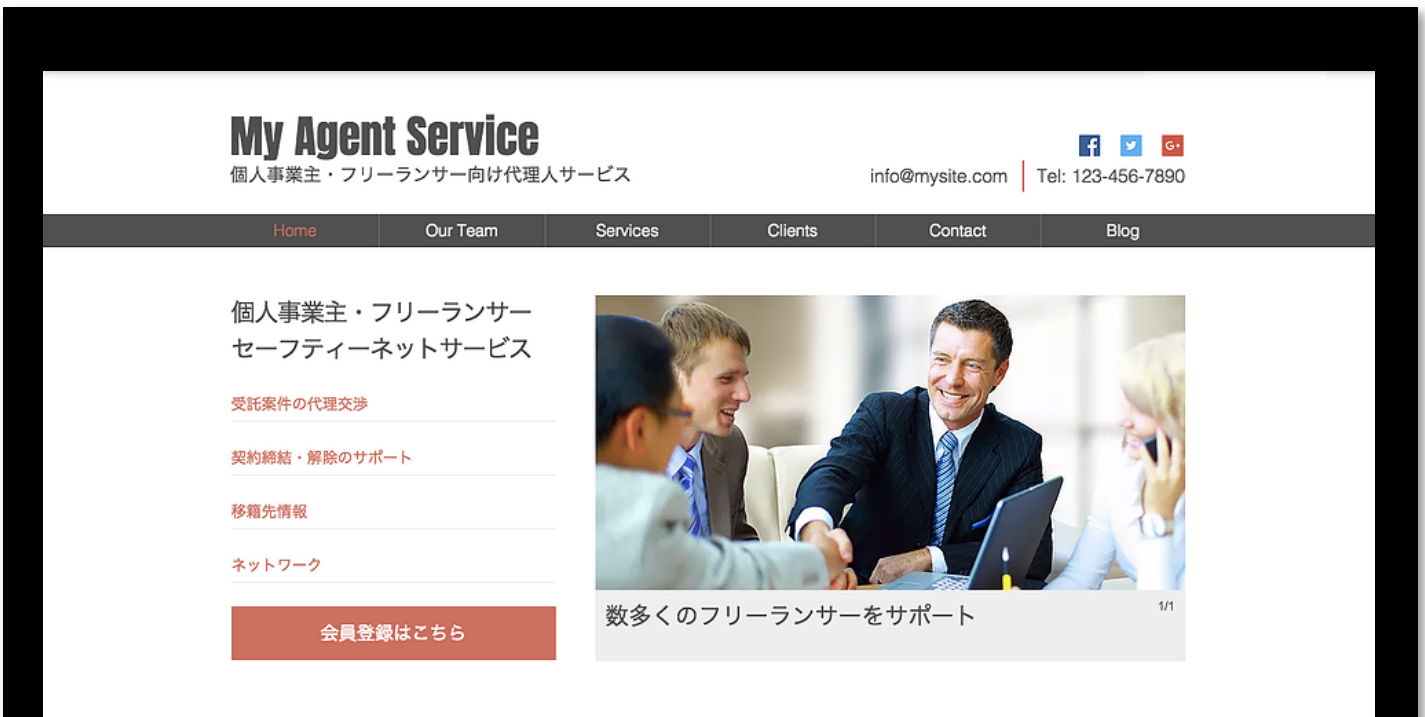 My Agent Service
個人事業主・フリーランサー向け代理人サービス
f
G+
info@mysite.com
Tel: 123-456-7890
Home
Our Team
Services
Clients
Contact
Blog
個人事業主・フリーランサー
セーフティーネットサービス
受託案件の代理交渉
契約締結・解除のサポート
移籍先情報
ネットワーク
会員登録はこちら
数多くのフリーランサーをサポート
1/1